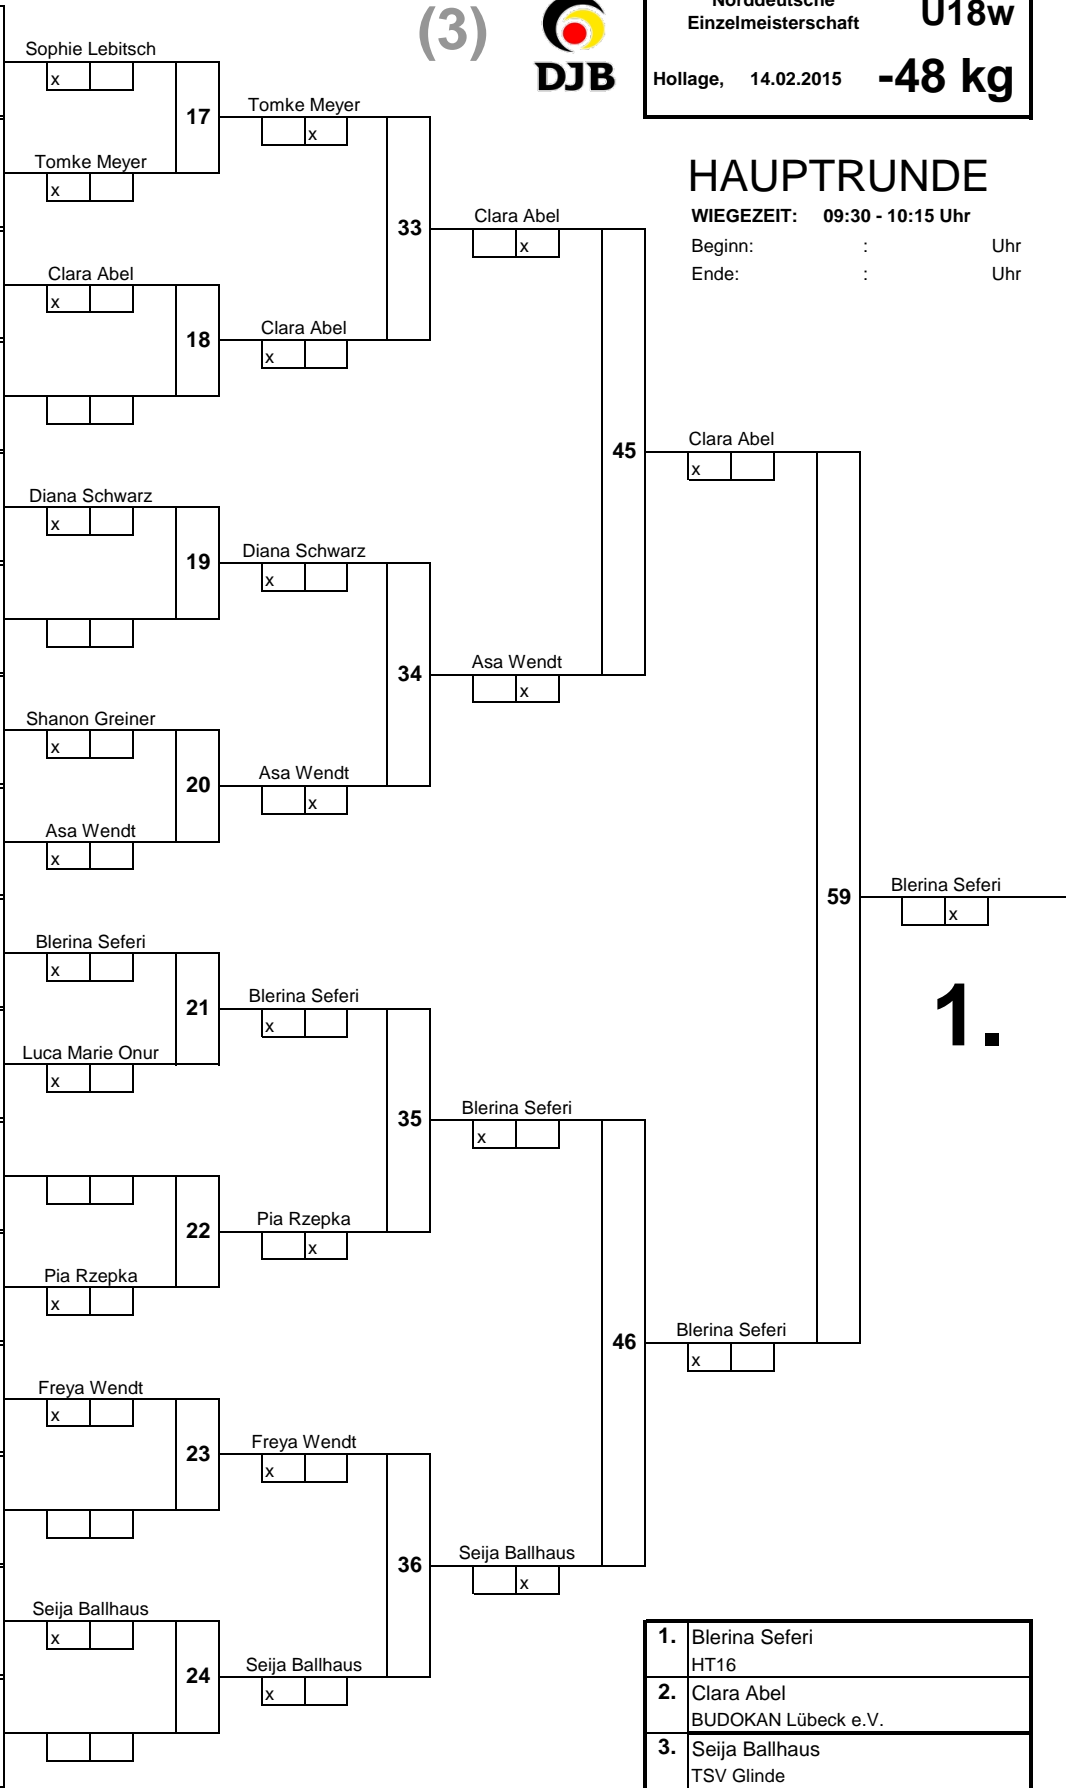 (3)
DJB
Norddeutsche
Einzelmeisterschaft
U18w
Hollage, 14.02.2015 -48 kg
HAUPTRUNDE
WIEGEZEIT: 09:30 - 10:15 Uhr
Beginn: : Uhr
Ende: : Uhr
Sophie Lebitsch
x
17
Tomke Meyer
x
Tomke Meyer
x
33
Clara Abel
x
Clara Abel
x
18
Clara Abel
x
45
Clara Abel
x
Diana Schwarz
x
19
Diana Schwarz
x
34
Asa Wendt
x
Shanon Greiner
x
20
Asa Wendt
x
Asa Wendt
x
59
Blerina Seferi
x
1.
Blerina Seferi
x
21
Blerina Seferi
x
Luca Marie Onur
x
35
Blerina Seferi
x
22
Pia Rzepka
x
Pia Rzepka
x
46
Blerina Seferi
x
Freya Wendt
x
23
Freya Wendt
x
36
Seija Ballhaus
x
Seija Ballhaus
x
24
Seija Ballhaus
x
1. Blerina Seferi
HT16
2. Clara Abel
BUDOKAN Lübeck e.V.
3. Seija Ballhaus
TSV Glinde